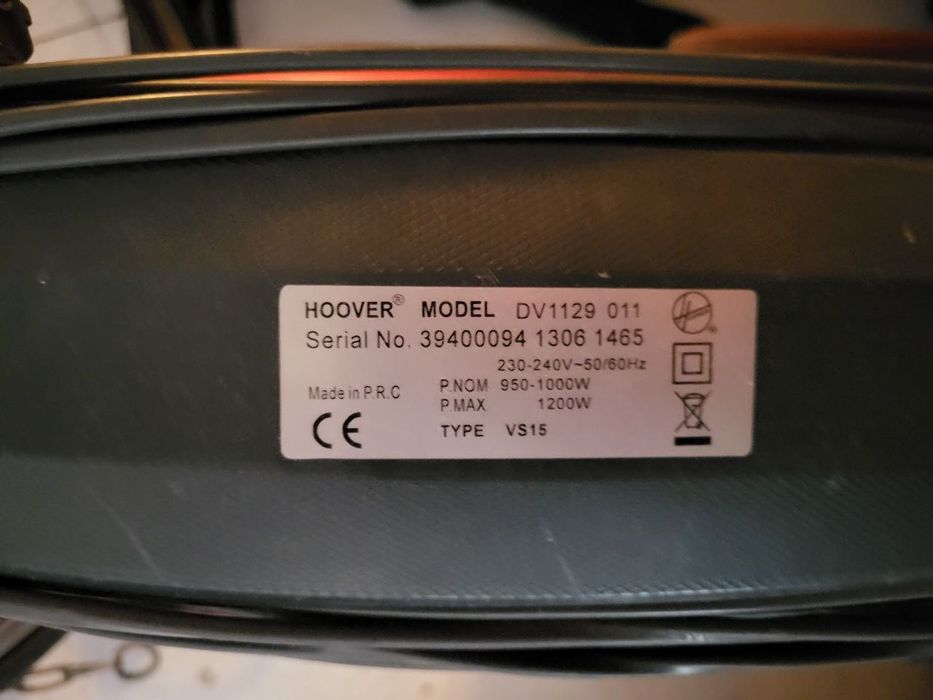 HOOVER® MODEL DV1129 011
Serial No. 39400094 1306 1465
230-240V~50/60Hz
Made in P.R.C P.NOM 950-1000W
P.MAX 1200W
CE TYPE VS15